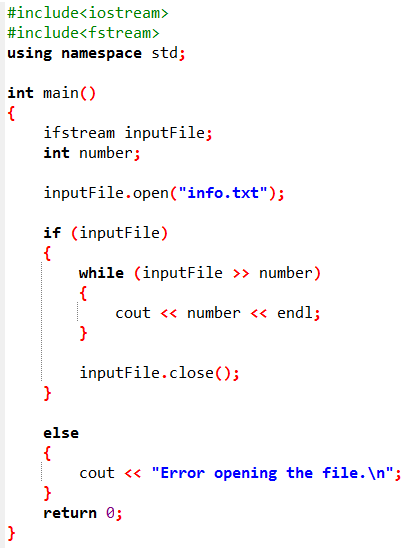 #include<iostream>
#include<fstream>
using namespace std;

int main()
{
    ifstream inputFile;
    int number;

    inputFile.open("info.txt");

    if (inputFile)
    {
        while (inputFile >> number)
        {
            cout << number << endl;
        }

        inputFile.close();
    }

    else
    {
        cout << "Error opening the file.\n";
    }
    return 0;
}